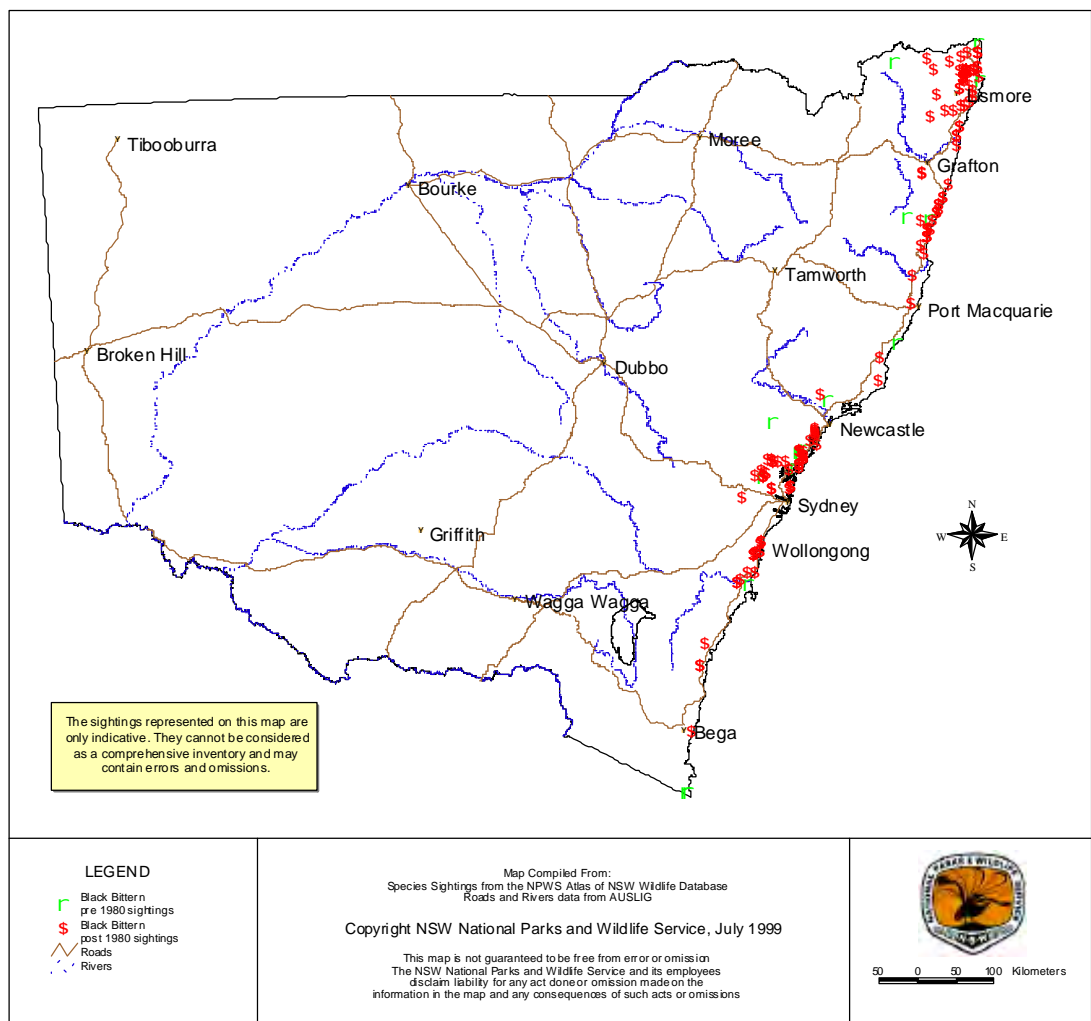 Lismore
Tibooburra
Moree
Grafton
Bourke
Tamworth
Port Macquarie
Broken Hill
Dubbo
Newcastle
Sydney
Griffith
N
W E
S
Wollongong
Wagga Wagga
Bega
The sightings represented on this map are
only indicative. They cannot be considered
as a comprehensive inventory and may
contain errors and omissions.
LEGEND
r Black Bittern
pre 1980 sightings
$ Black Bittern
post 1980 sightings
Roads
Rivers
Map Compiled From:
Species Sightings from the NPWS Atlas of NSW Wildlife Database
Roads and Rivers data from AUSLIG
Copyright NSW National Parks and Wildlife Service, July 1999
This map is not guaranteed to be free from error or omission
The NSW National Parks and Wildlife Service and its employees
disclaim liability for any act done or omission made on the
information in the map and any consequences of such acts or omissions
NATIONAL PARKS & WILDLIFE SERVICE
50 0 50 100 Kilometers